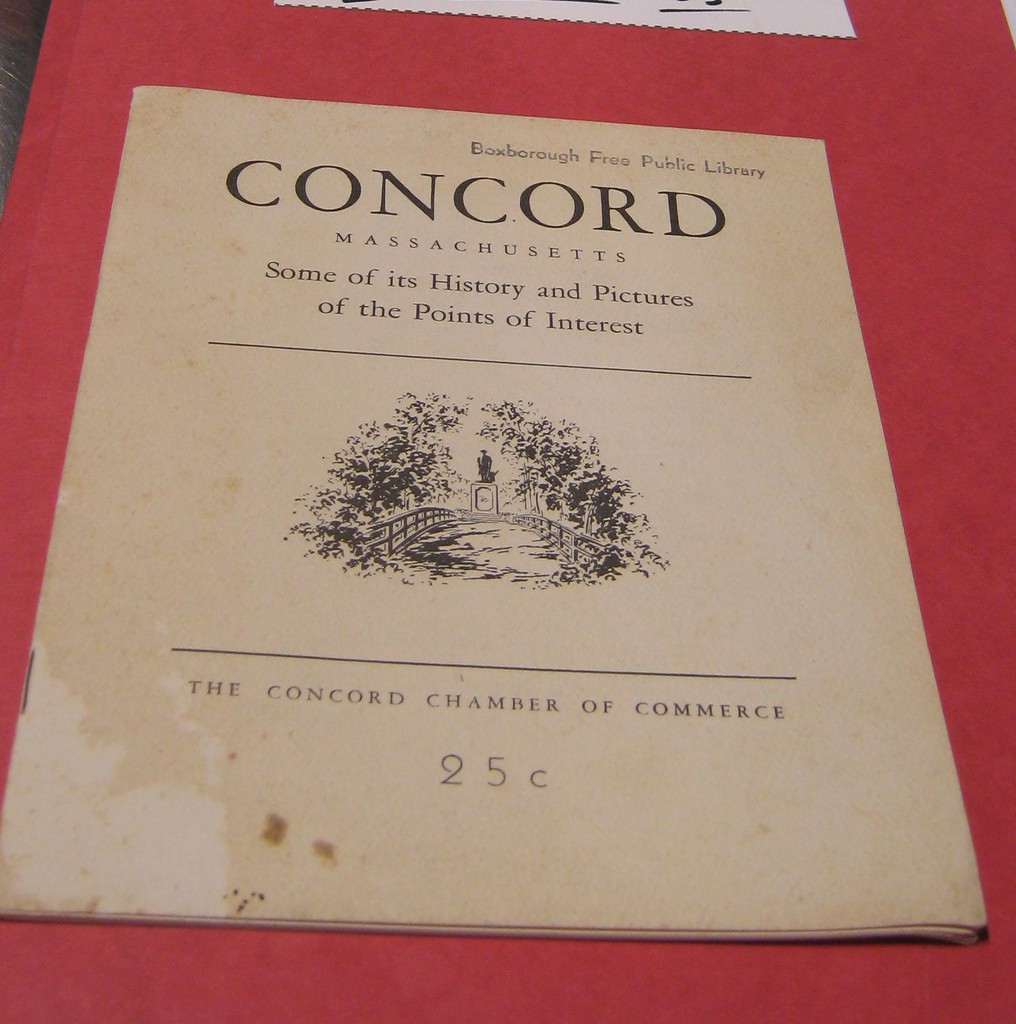 Boxborough Free Public Library
CONCORD
MASSACHUSETTS
Some of its History and Pictures
of the Points of Interest
THE CONCORD CHAMBER OF COMMERCE
25c